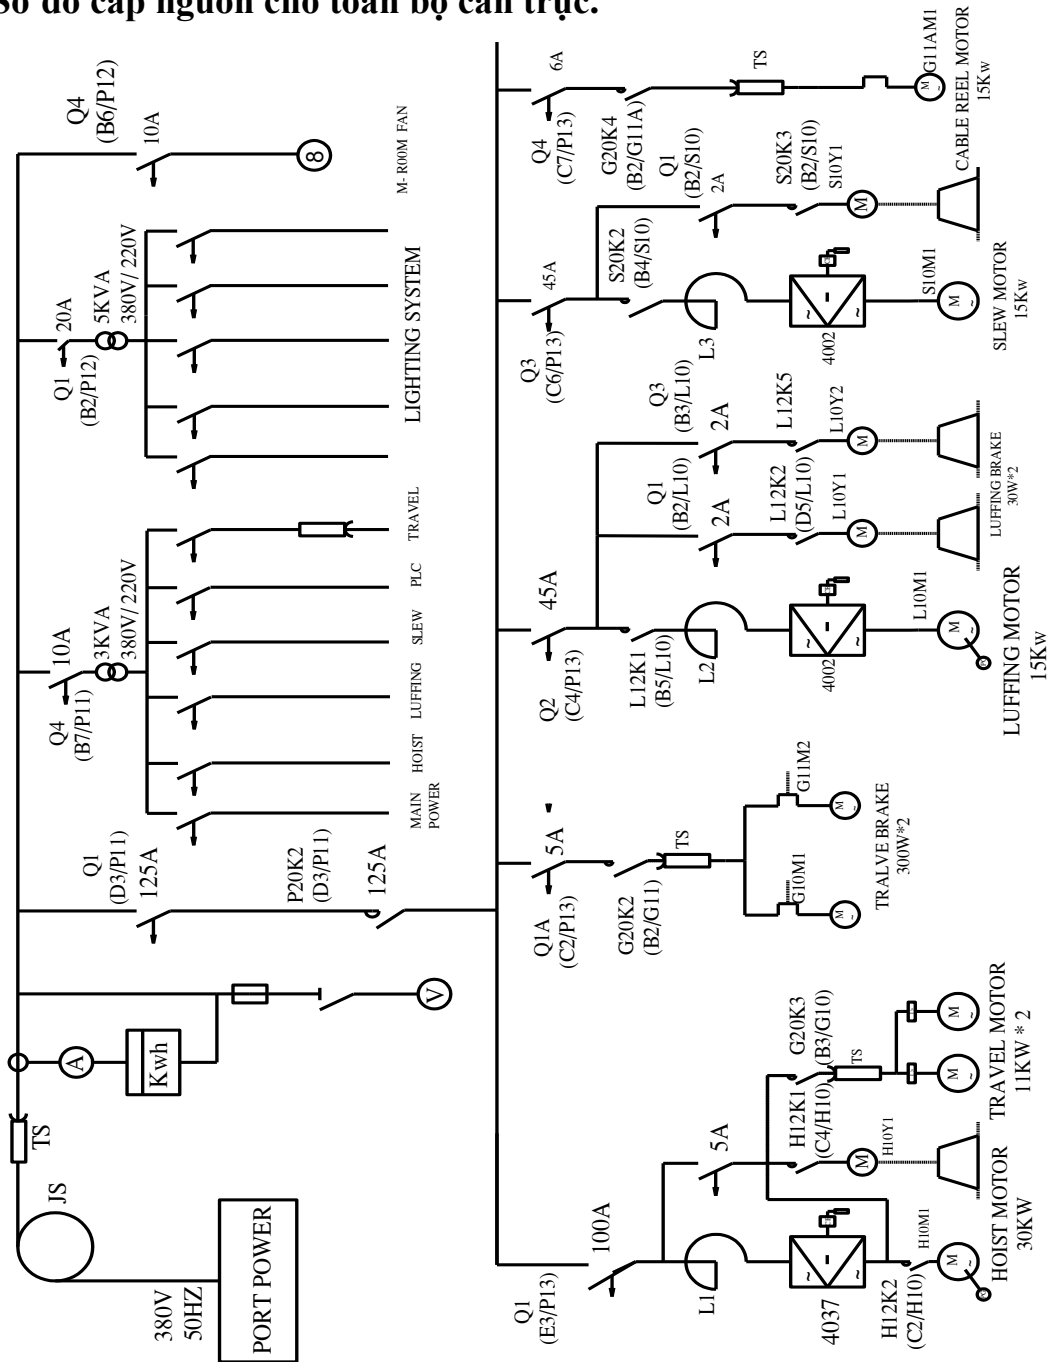 Sơ đồ cấp nguồn cho toàn bộ cần trục.
PORT POWER
380V
50HZ
JS
TS
A
Kwh
V
Q1
(D3/P11)
125A
P20K2
(D3/P11)
125A
Q4
(B7/P11)
10A
3KVA
380V/ 220V
MAIN
POWER
HOIST
LUFFING
SLEW
PLC
TRAVEL
Q1
(B2/P12)
20A
5KVA
380V/ 220V
LIGHTING SYSTEM
Q4
(B6/P12)
10A
8
M- R00M FAN
Q1
(E3/P13)
100A
L1
4037
H12K2
(C2/H10)
H10M1
M
~
HOIST MOTOR
30KW
5A
H12K1
(C4/H10)
H10Y1
M
G20K3
(B3/G10)
TS
M
~
M
~
TRAVEL MOTOR
11KW * 2
Q1A
(C2/P13)
5A
G20K2
(B2/G11)
TS
G10M1
G11M2
M
~
M
~
TRALVE BRAKE
300W*2
Q2
(C4/P13)
45A
L12K1
(B5/L10)
L2
4002
L10M1
M
~
LUFFING MOTOR
15Kw
Q1
(B2/L10)
2A
L12K2
(D5/L10)
L10Y1
M
Q3
(B3/L10)
2A
L12K5
L10Y2
M
LUFFING BRAKE
30W*2
Q3
(C6/P13)
45A
S20K2
(B4/S10)
L3
4002
S10M1
M
~
SLEW MOTOR
15Kw
Q1
(B2/S10)
2A
S20K3
(B2/S10)
S10Y1
M
Q4
(C7/P13)
6A
G20K4
(B2/G11A)
TS
G11AM1
M
~
CABLE REEL MOTOR
15Kw